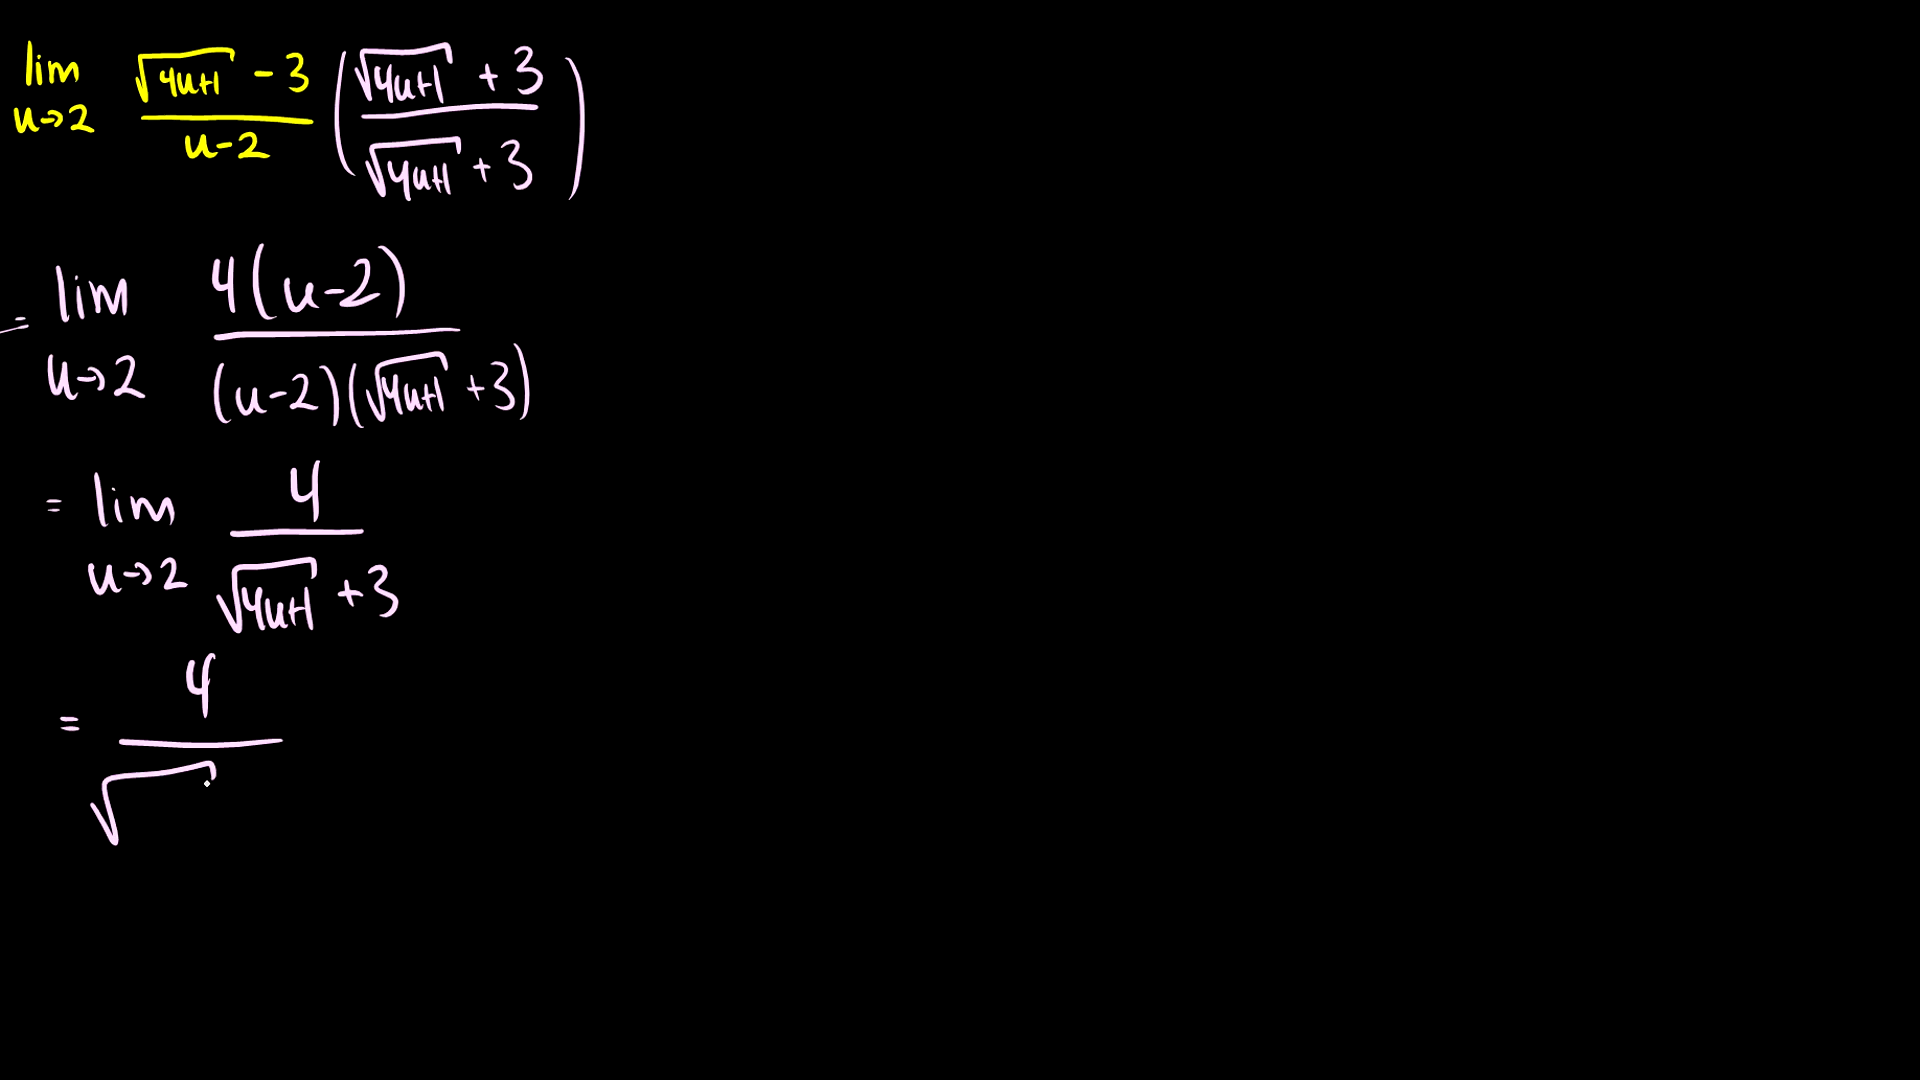 lim u→2 (√(4u+1) - 3)/(u-2) ((√(4u+1) + 3)/(√(4u+1) + 3))
= lim u→2 4(u-2)/((u-2)(√(4u+1) + 3))
= lim u→2 4/(√(4u+1) + 3)
= 4/√